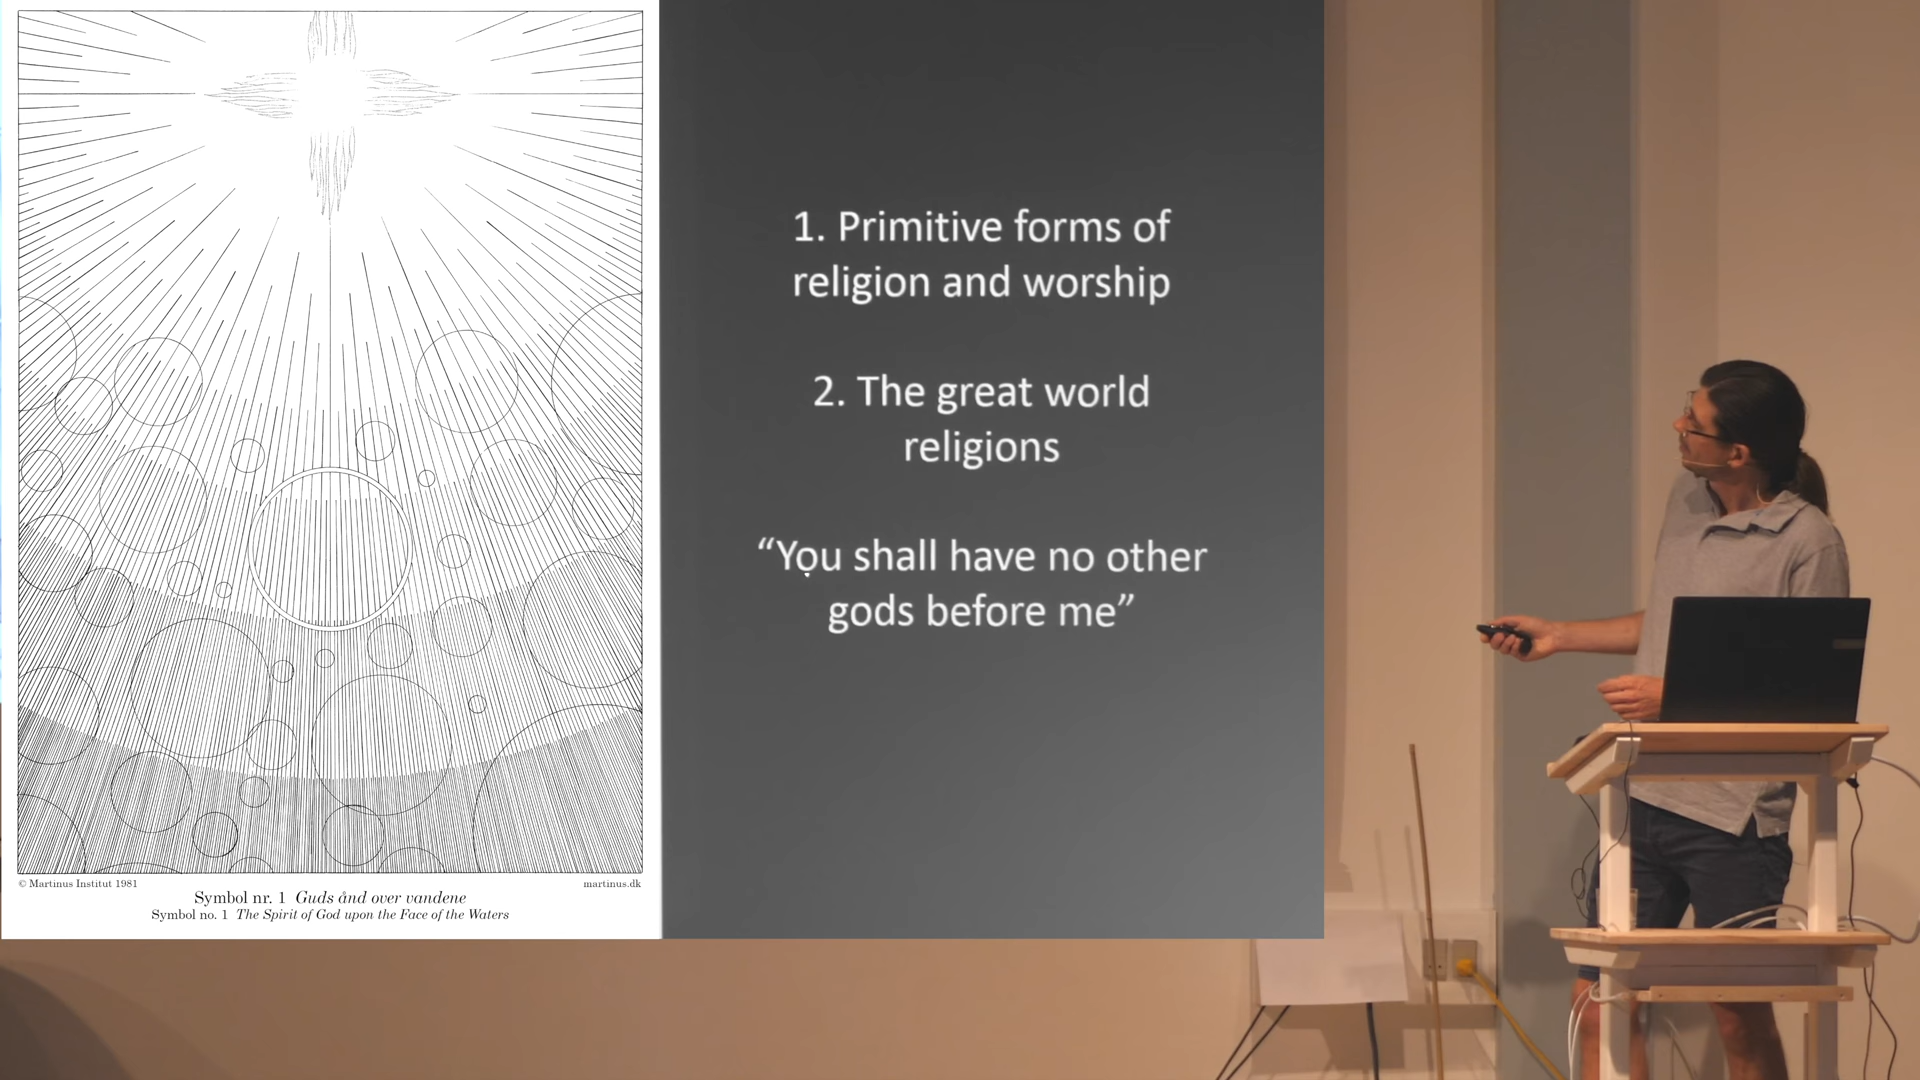 © Martinus Institut 1981
martinus.dk
Symbol nr. 1 Guds ånd over vandene
Symbol no. 1 The Spirit of God upon the Face of the Waters
1. Primitive forms of
religion and worship
2. The great world
religions
“You shall have no other
gods before me”